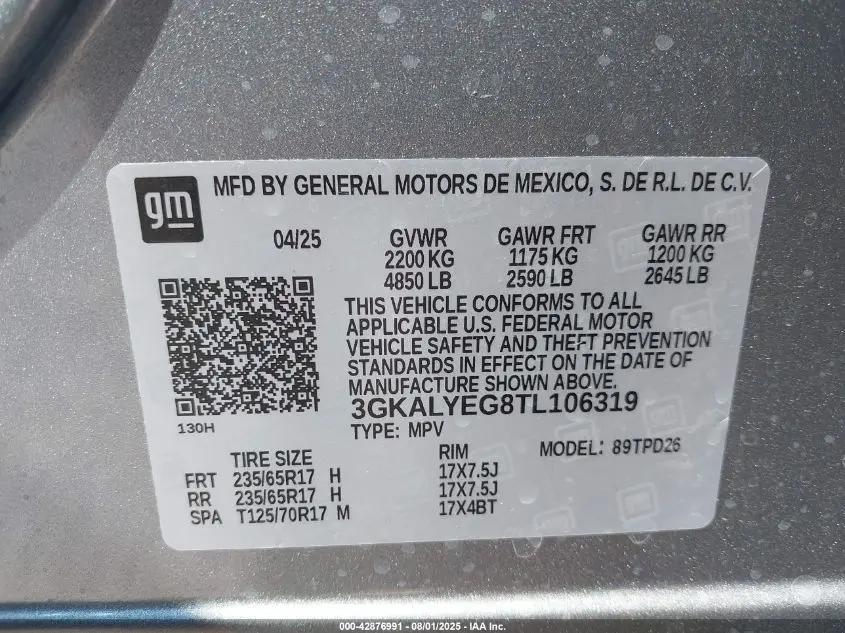 gm
MFD BY GENERAL MOTORS DE MEXICO, S. DE R.L. DE C.V.
04/25 GVWR GAWR FRT GAWR RR
2200 KG 1175 KG 1200 KG
4850 LB 2590 LB 2645 LB
THIS VEHICLE CONFORMS TO ALL
APPLICABLE U.S. FEDERAL MOTOR
VEHICLE SAFETY AND THEFT PREVENTION
STANDARDS IN EFFECT ON THE DATE OF
MANUFACTURE SHOWN ABOVE.
3GKALYEG8TL106319
130H
TYPE: MPV
TIRE SIZE RIM MODEL: 89TPD26
FRT 235/65R17 H 17X7.5J
RR 235/65R17 H 17X7.5J
SPA T125/70R17 M 17X4BT
000-42876991 - 08/01/2025 - IAA Inc.